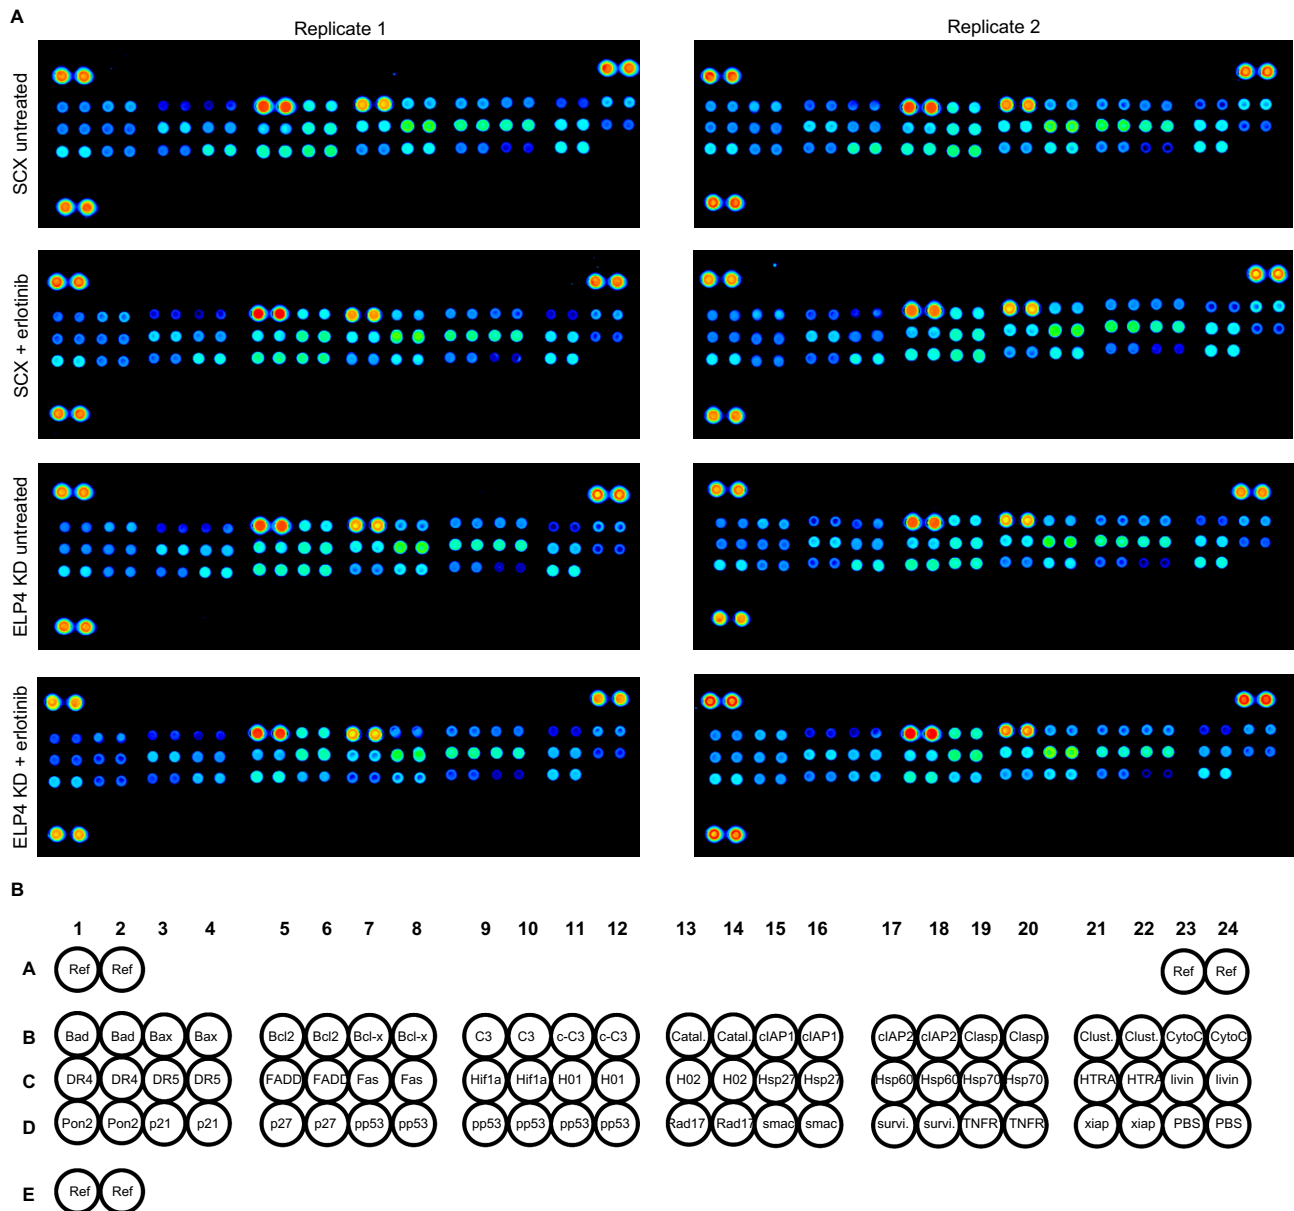 A
Replicate 1
Replicate 2
SCX untreated
SCX + erlotinib
ELP4 KD untreated
ELP4 KD + erlotinib
B
1 2 3 4 5 6 7 8 9 10 11 12 13 14 15 16 17 18 19 20 21 22 23 24
A Ref Ref Ref Ref
B Bad Bad Bax Bax Bcl2 Bcl2 Bcl-x Bcl-x C3 C3 c-C3 c-C3 Catal. Catal. cIAP1 cIAP1 cIAP2 cIAP2 Clasp. Clasp. Clust. Clust. CytoC CytoC
C DR4 DR4 DR5 DR5 FADD FADD Fas Fas Hif1a Hif1a H01 H01 H02 H02 Hsp27 Hsp27 Hsp60 Hsp60 Hsp70 Hsp70 HTRA HTRA livin livin
D Pon2 Pon2 p21 p21 p27 p27 pp53 pp53 pp53 pp53 pp53 pp53 Rad17 Rad17 smac smac survi. survi. TNFR TNFR xiap xiap PBS PBS
E Ref Ref